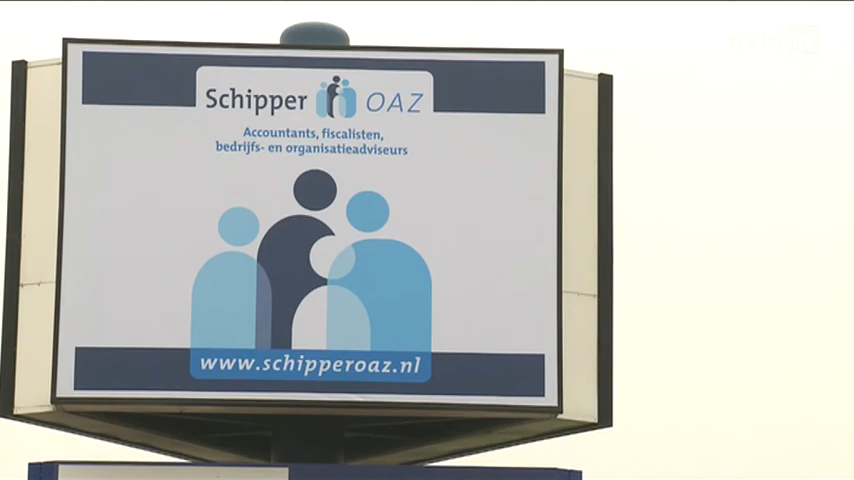 Schipper OAZ
Accountants, fiscalisten,
bedrijfs- en organisatieadviseurs
www.schipperoaz.nl